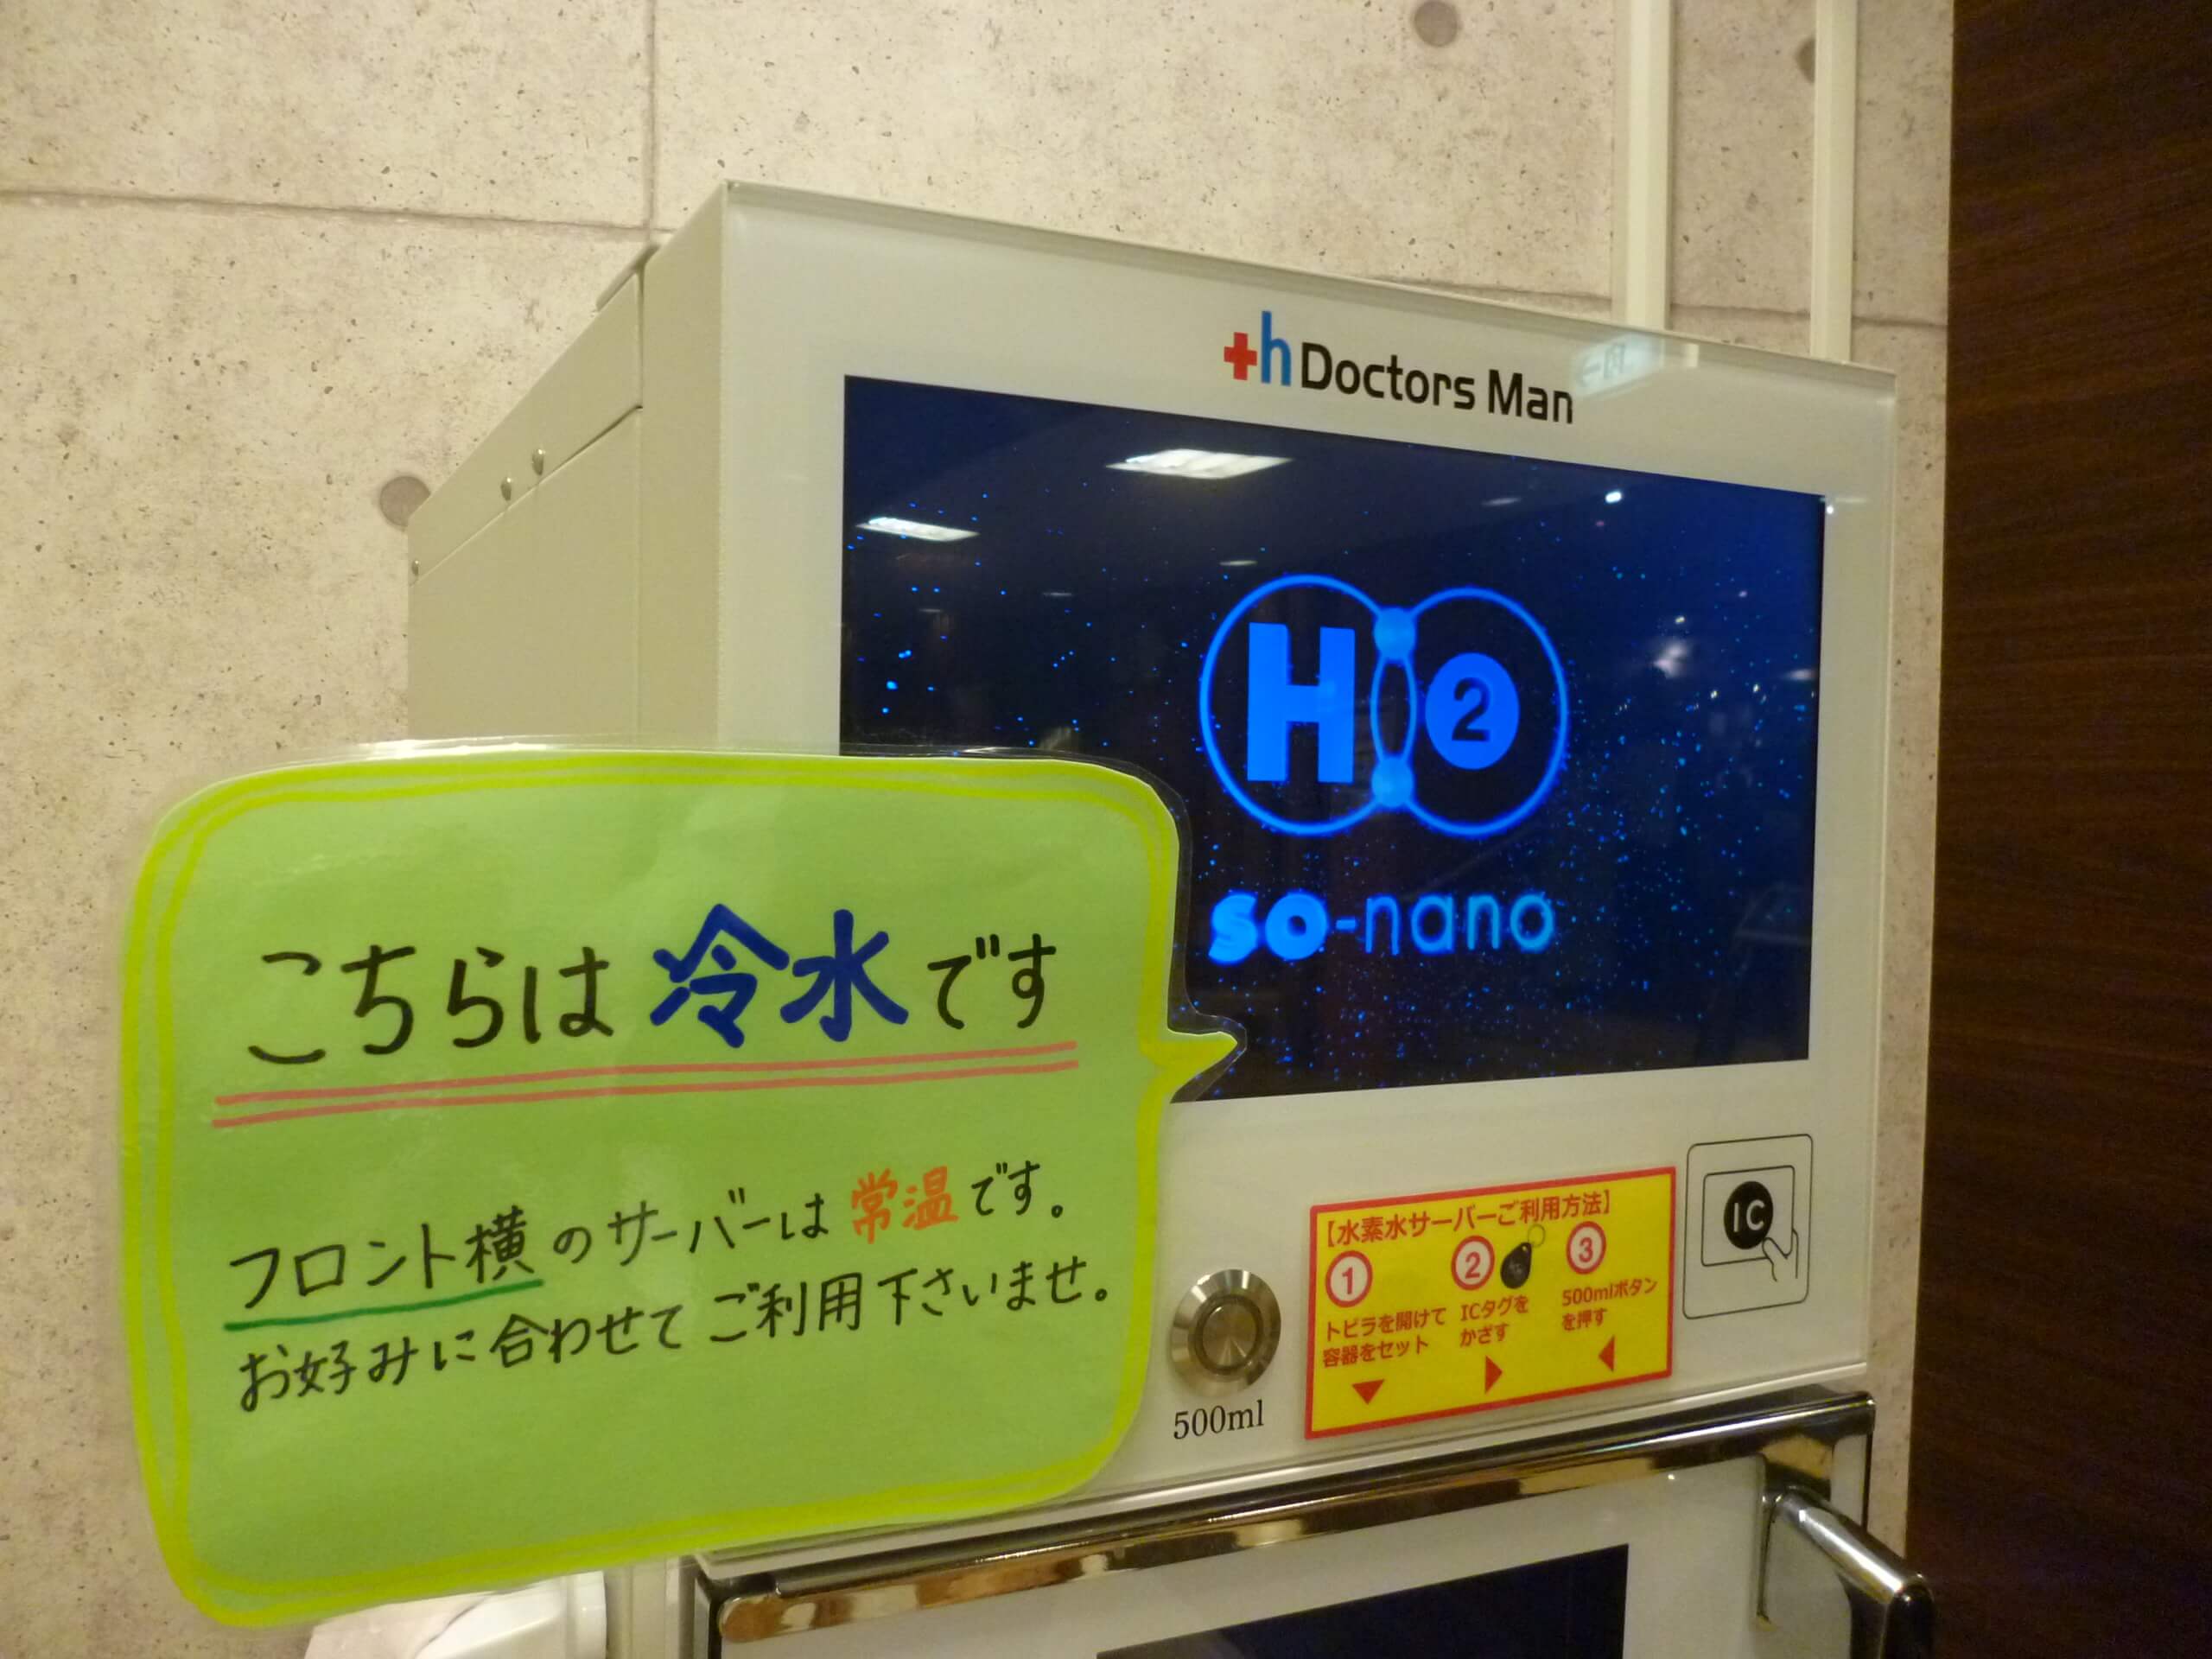 +h Doctors Man
H2
so-nano
こちらは冷水です
フロント横のサーバーは常温です。
お好みに合わせてご利用下さいませ。
500ml
【水素水サーバーご利用方法】
①
トビラを開けて
容器をセット
▼
②
ICタグを
かざす
▶
③
500mlボタン
を押す
◀
IC